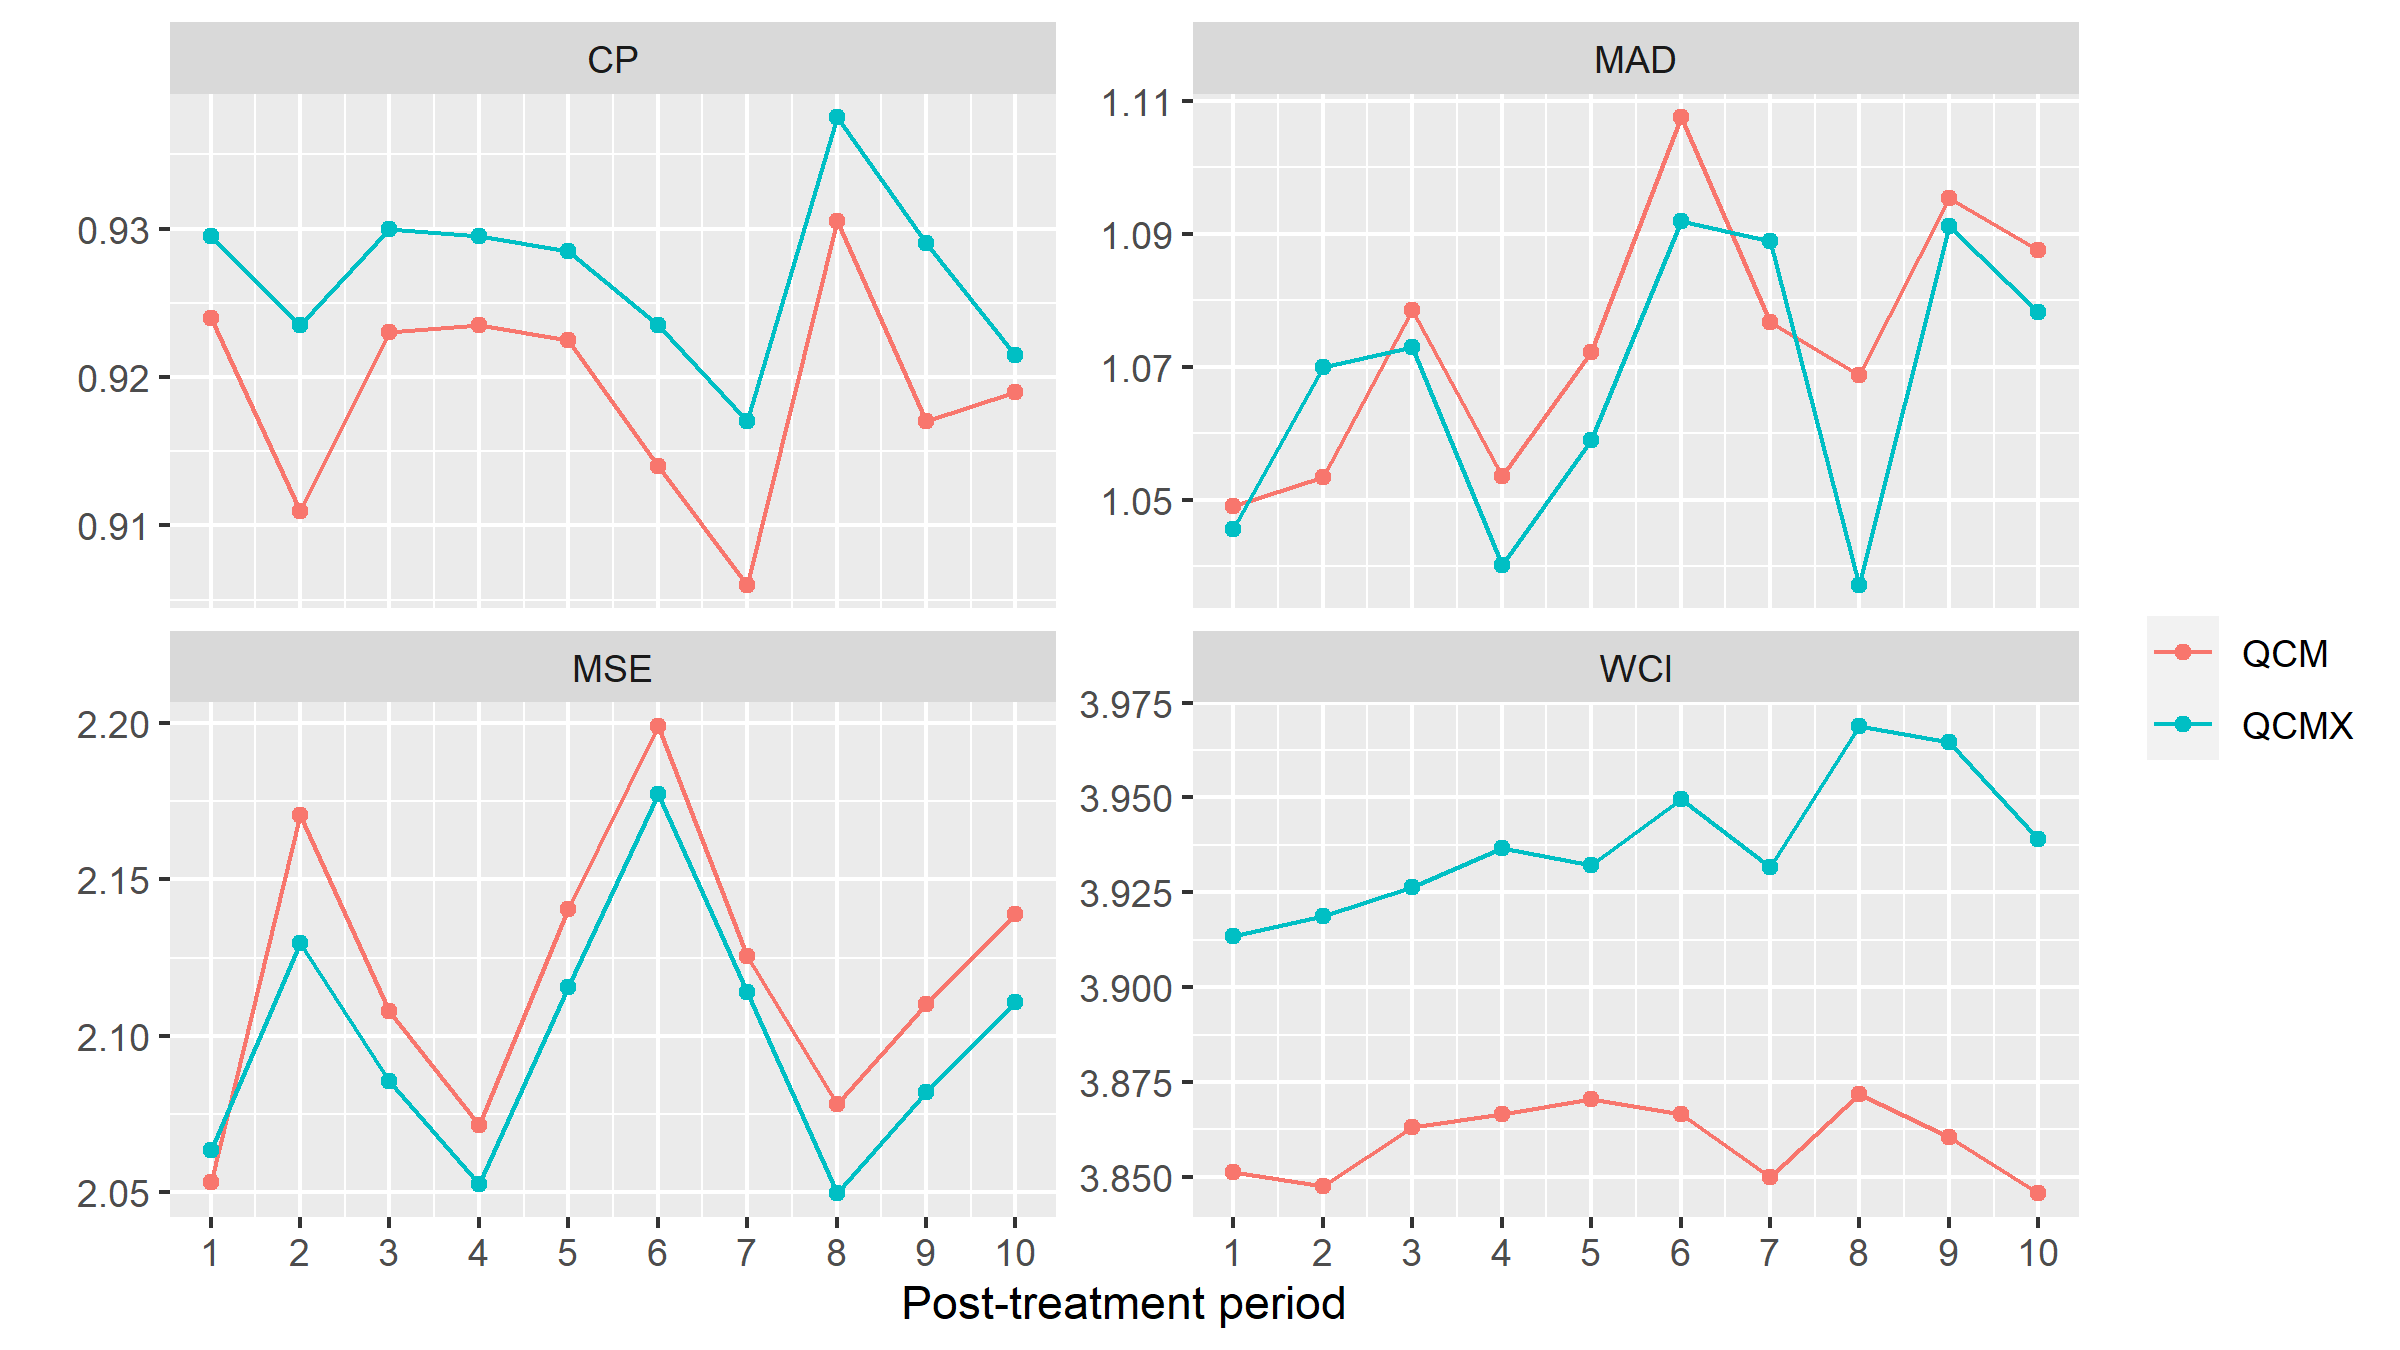 CP
MAD
0.93
0.92
0.91
1.11
1.09
1.07
1.05
MSE
WCI
2.20
2.15
2.10
2.05
3.975
3.950
3.925
3.900
3.875
3.850
1 2 3 4 5 6 7 8 9 10
1 2 3 4 5 6 7 8 9 10
Post-treatment period
QCM
QCMX